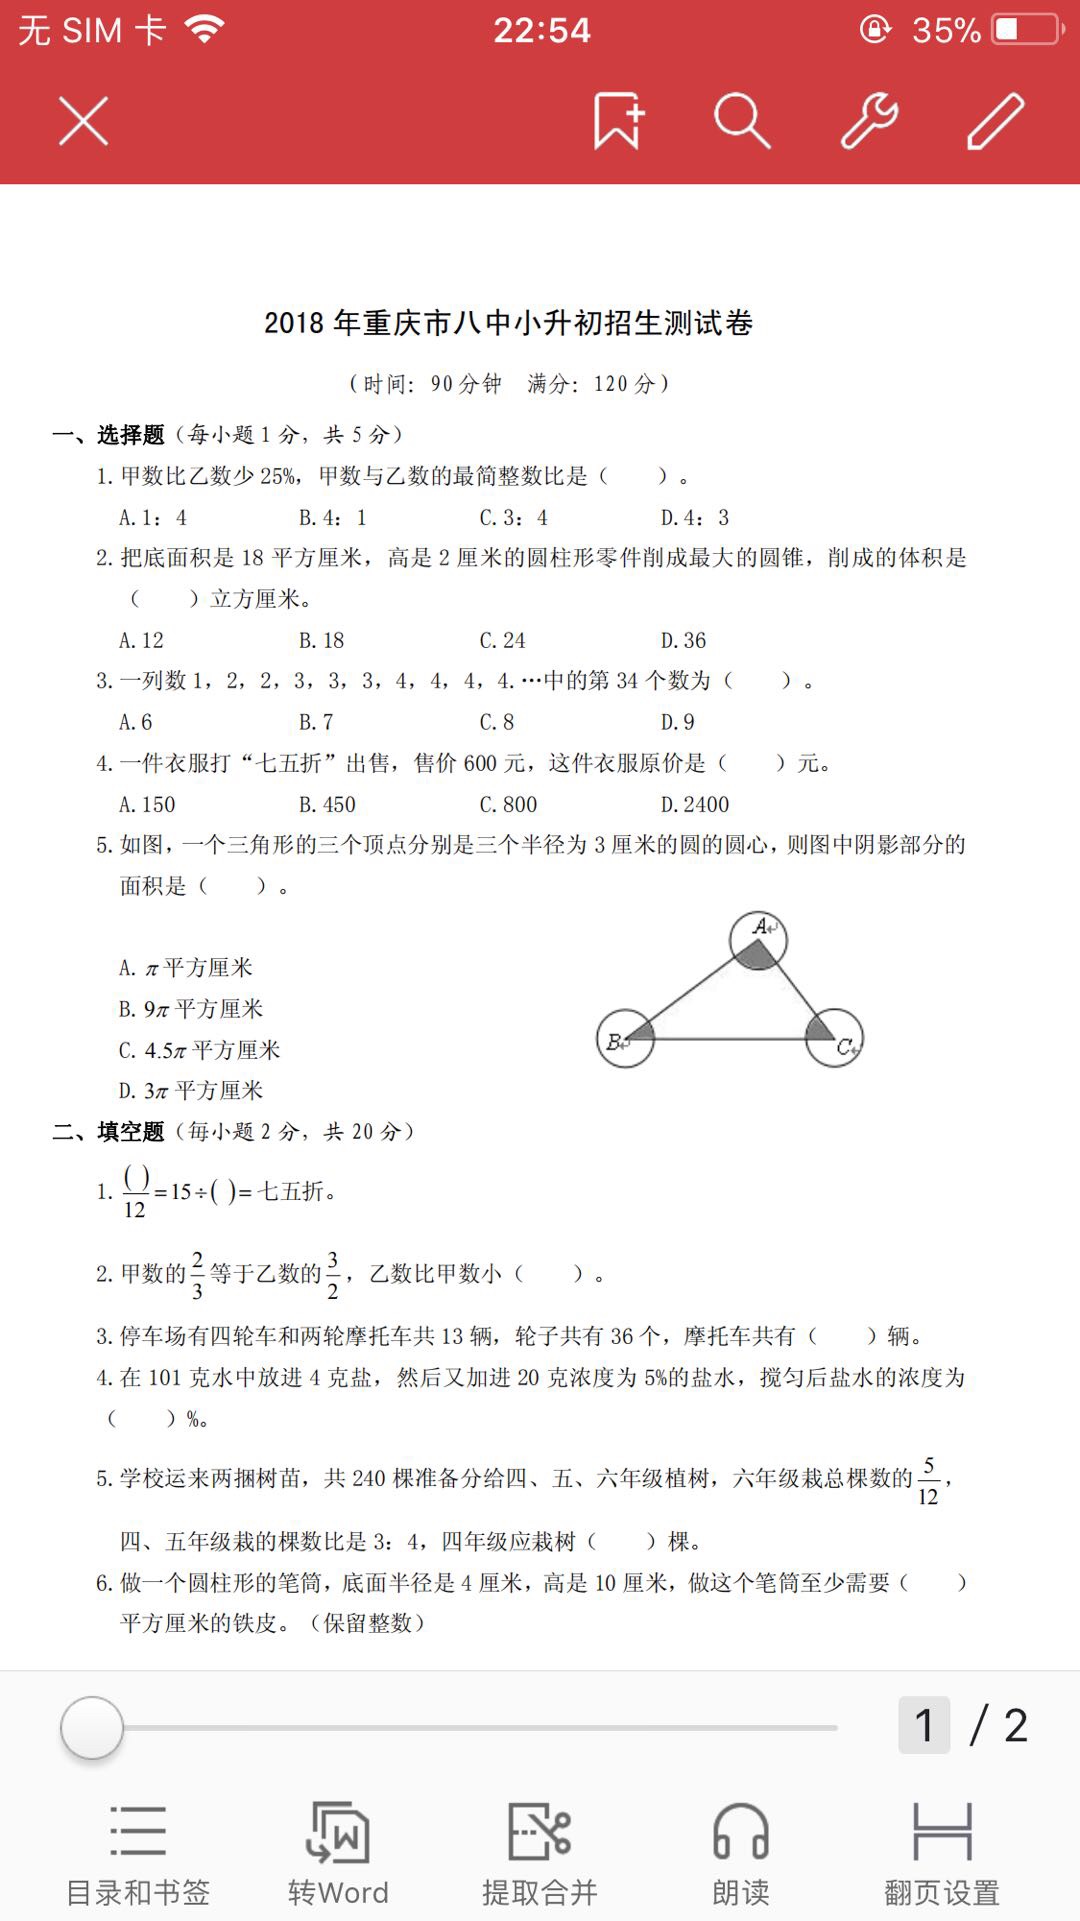 无 SIM 卡
22:54
35%
2018 年重庆市八中小升初招生测试卷
（时间：90 分钟 满分：120 分）
一、选择题（每小题 1 分，共 5 分）
1. 甲数比乙数少 25%，甲数与乙数的最简整数比是（ ）。
A.1：4 B.4：1 C.3：4 D.4：3
2. 把底面积是 18 平方厘米，高是 2 厘米的圆柱形零件削成最大的圆锥，削成的体积是
（ ）立方厘米。
A.12 B.18 C.24 D.36
3. 一列数 1，2，2，3，3，3，4，4，4，4.…中的第 34 个数为（ ）。
A.6 B.7 C.8 D.9
4. 一件衣服打“七五折”出售，售价 600 元，这件衣服原价是（ ）元。
A.150 B.450 C.800 D.2400
5. 如图，一个三角形的三个顶点分别是三个半径为 3 厘米的圆的圆心，则图中阴影部分的
面积是（ ）。
A
B
C
A. π 平方厘米
B. 9π 平方厘米
C. 4.5π 平方厘米
D. 3π 平方厘米
二、填空题（每小题 2 分，共 20 分）
1. ( )/12 =15÷( )= 七五折。
2. 甲数的 2/3 等于乙数的 3/2，乙数比甲数小（ ）。
3. 停车场有四轮车和两轮摩托车共 13 辆，轮子共有 36 个，摩托车共有（ ）辆。
4. 在 101 克水中放进 4 克盐，然后又加进 20 克浓度为 5%的盐水，搅匀后盐水的浓度为
（ ）%。
5. 学校运来两捆树苗，共 240 棵准备分给四、五、六年级植树，六年级栽总棵数的 5/12，
四、五年级栽的棵数比是 3：4，四年级应栽树（ ）棵。
6. 做一个圆柱形的笔筒，底面半径是 4 厘米，高是 10 厘米，做这个笔筒至少需要（ ）
平方厘米的铁皮。（保留整数）
1 / 2
目录和书签 转Word 提取合并 朗读 翻页设置